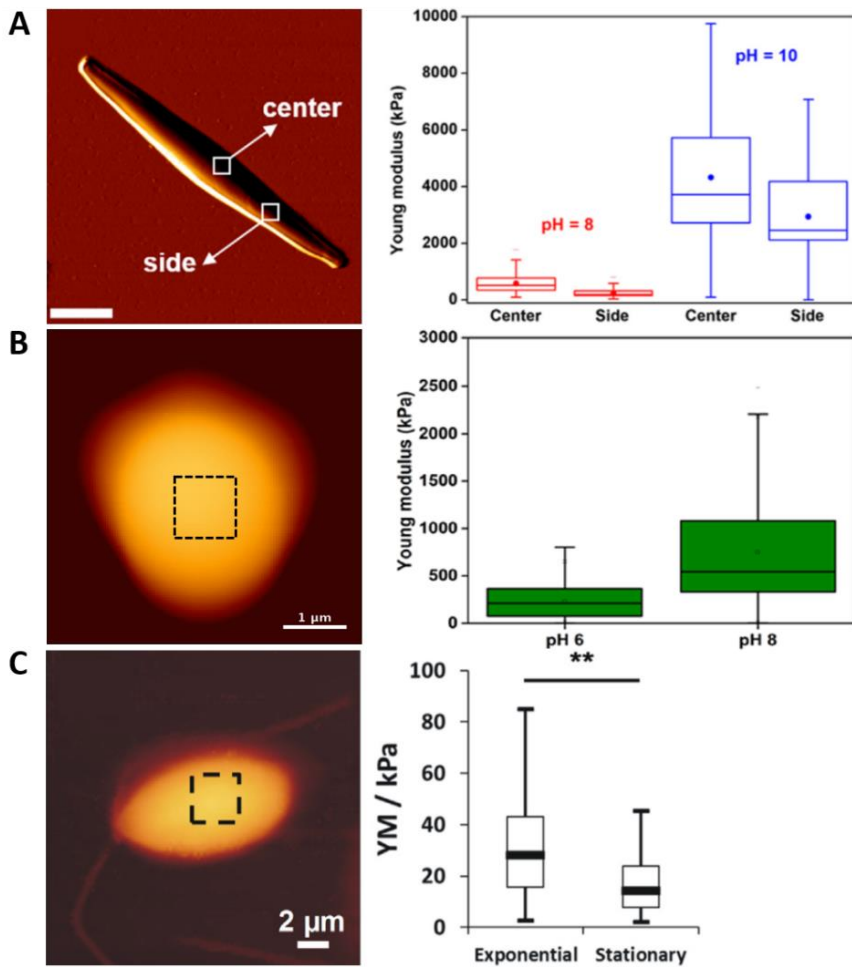 A
center
side
Young modulus (kPa)
10000
8000
6000
4000
2000
0
pH = 8
pH = 10
Center
Side
Center
Side
B
1 µm
Young modulus (kPa)
3000
2500
2000
1500
1000
500
0
pH 6
pH 8
C
2 µm
YM / kPa
100
80
60
40
20
0
**
Exponential
Stationary